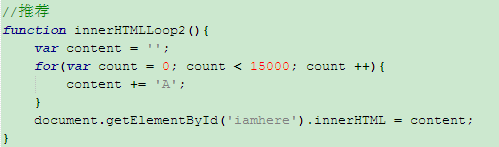 //推荐
function innerHTMLLoop2(){
    var content = '';
    for(var count = 0; count < 15000; count ++){
        content += 'A';
    }
    document.getElementById('iamhere').innerHTML = content;
}